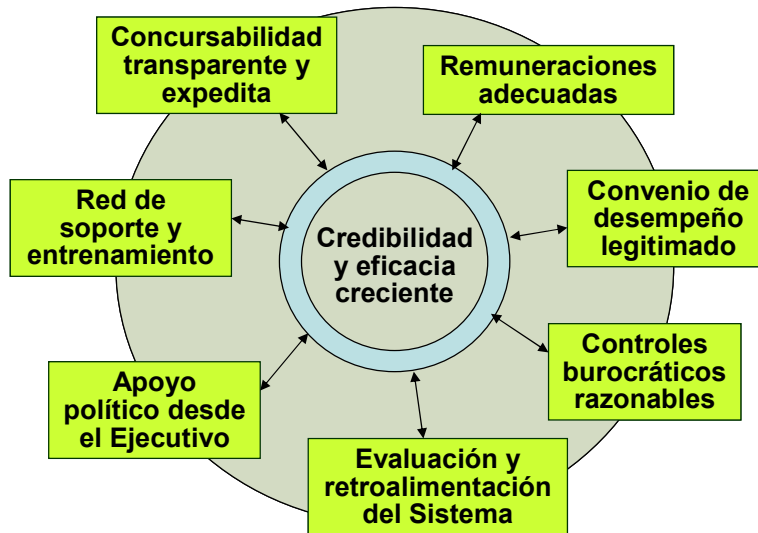 Concursabilidad
transparente y
expedita
Remuneraciones
adecuadas
Red de
soporte y
entrenamiento
Convenio de
desempeño
legitimado
Credibilidad
y eficacia
creciente
Apoyo
político desde
el Ejecutivo
Controles
burocráticos
razonables
Evaluación y
retroalimentación
del Sistema